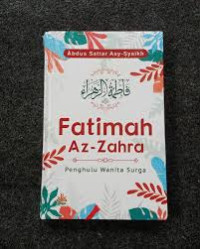 Abdus Sattar Asy-Syaikh
فاطمة الزهراء
Fatimah
Az-Zahra
Penghulu Wanita Surga